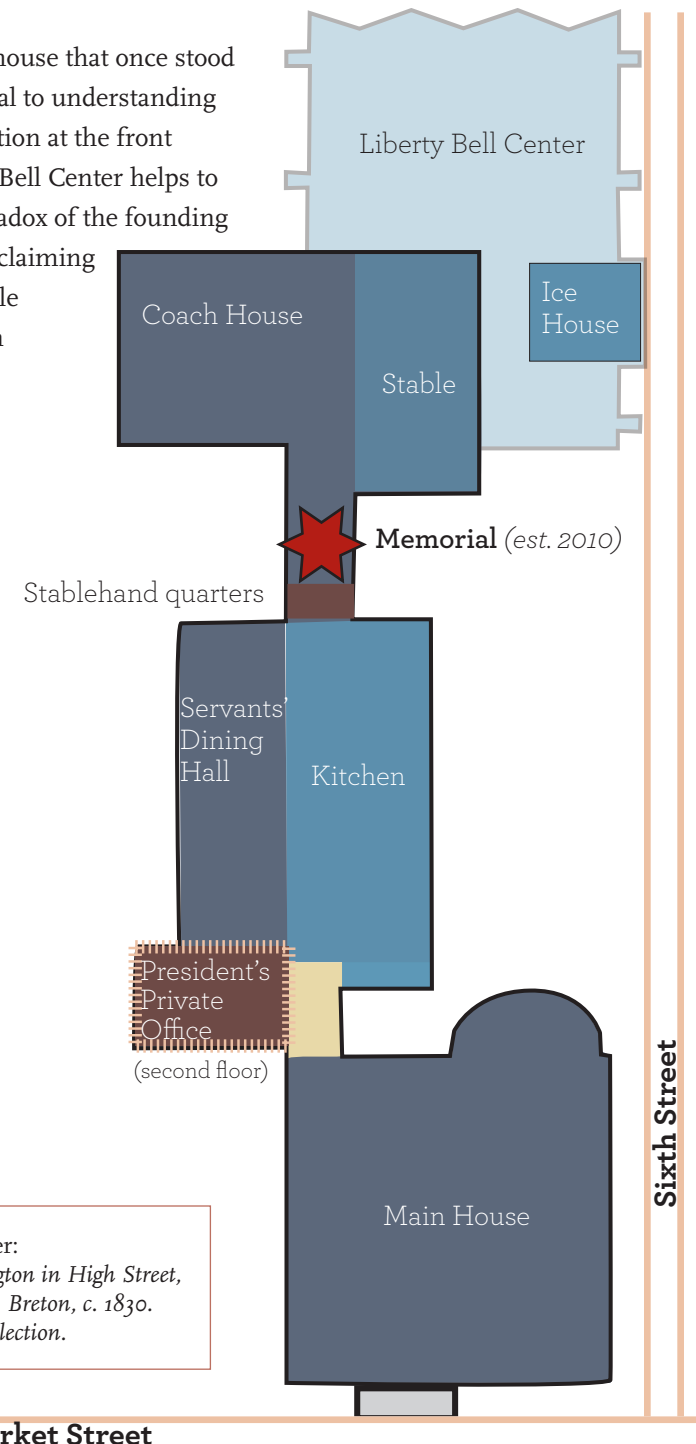 house that once stood
al to understanding
tion at the front
Bell Center helps to
adox of the founding
claiming
le
n
Liberty Bell Center
Coach House
Ice
House
Stable
Memorial (est. 2010)
Stablehand quarters
Servants’
Dining
Hall
Kitchen
President’s
Private
Office
(second floor)
Sixth Street
Main House
er:
gton in High Street,
Breton, c. 1830.
llection.
rket Street